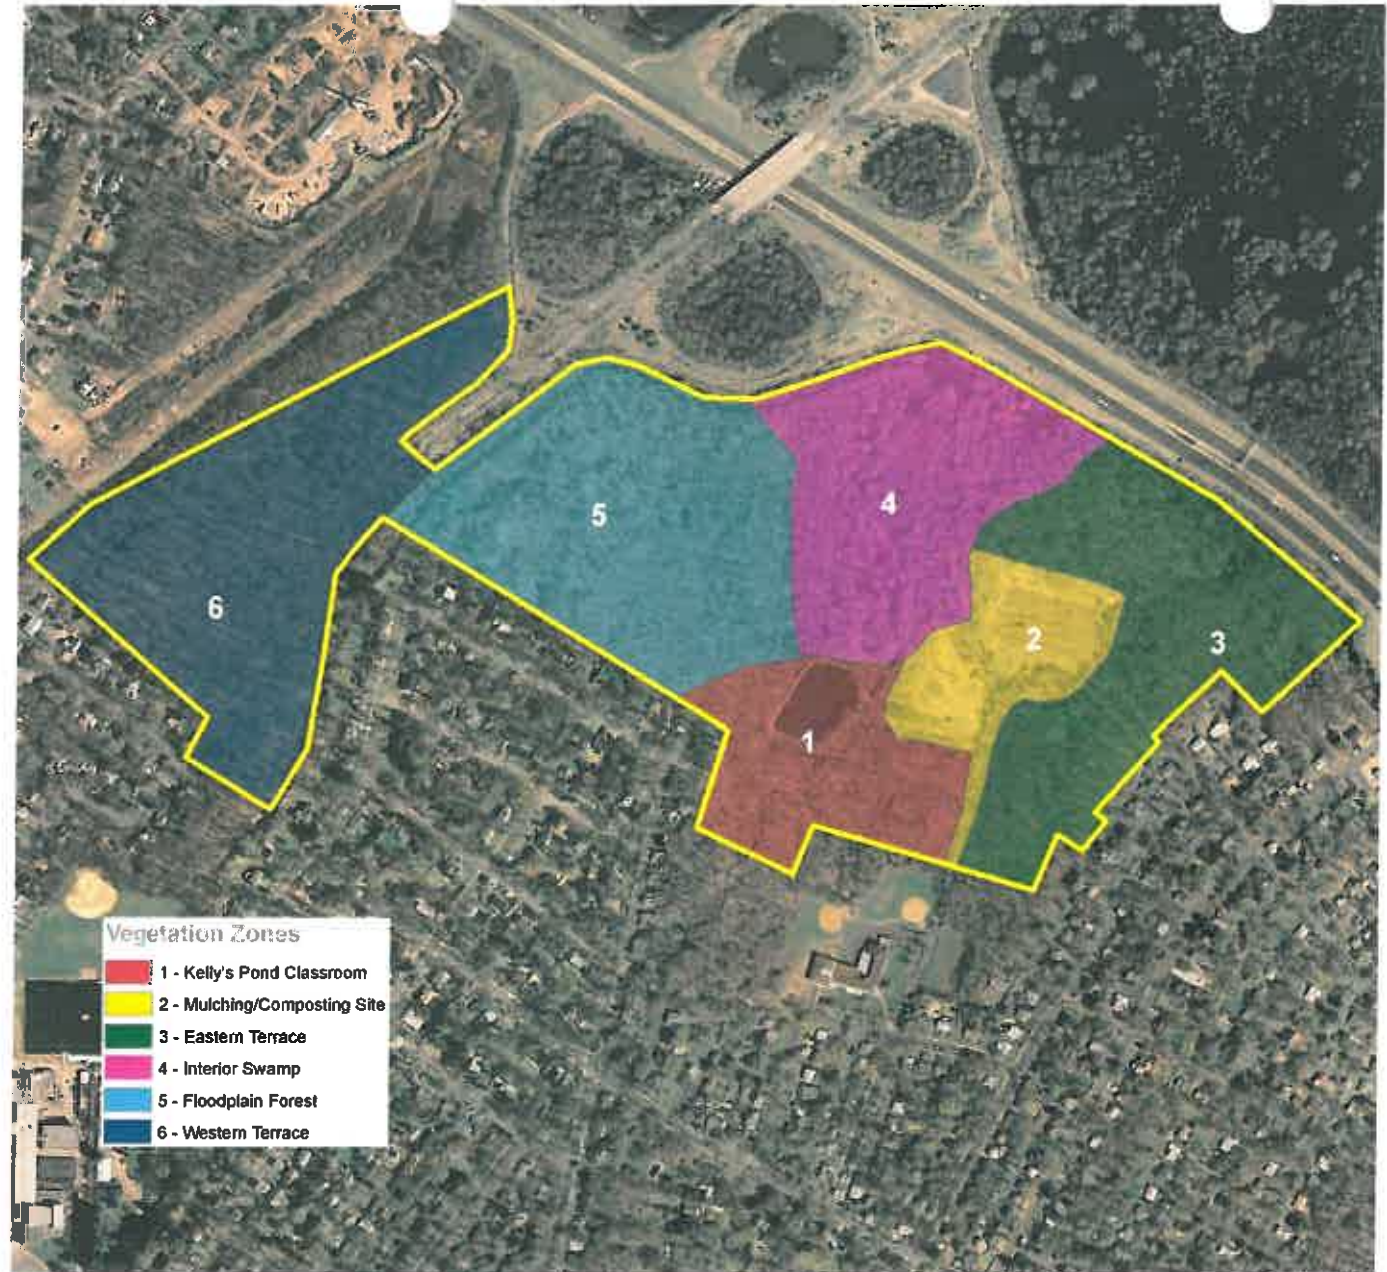 5
4
6
2
3
1
Vegetation Zones
1 - Kelly's Pond Classroom
2 - Mulching/Composting Site
3 - Eastern Terrace
4 - Interior Swamp
5 - Floodplain Forest
6 - Western Terrace